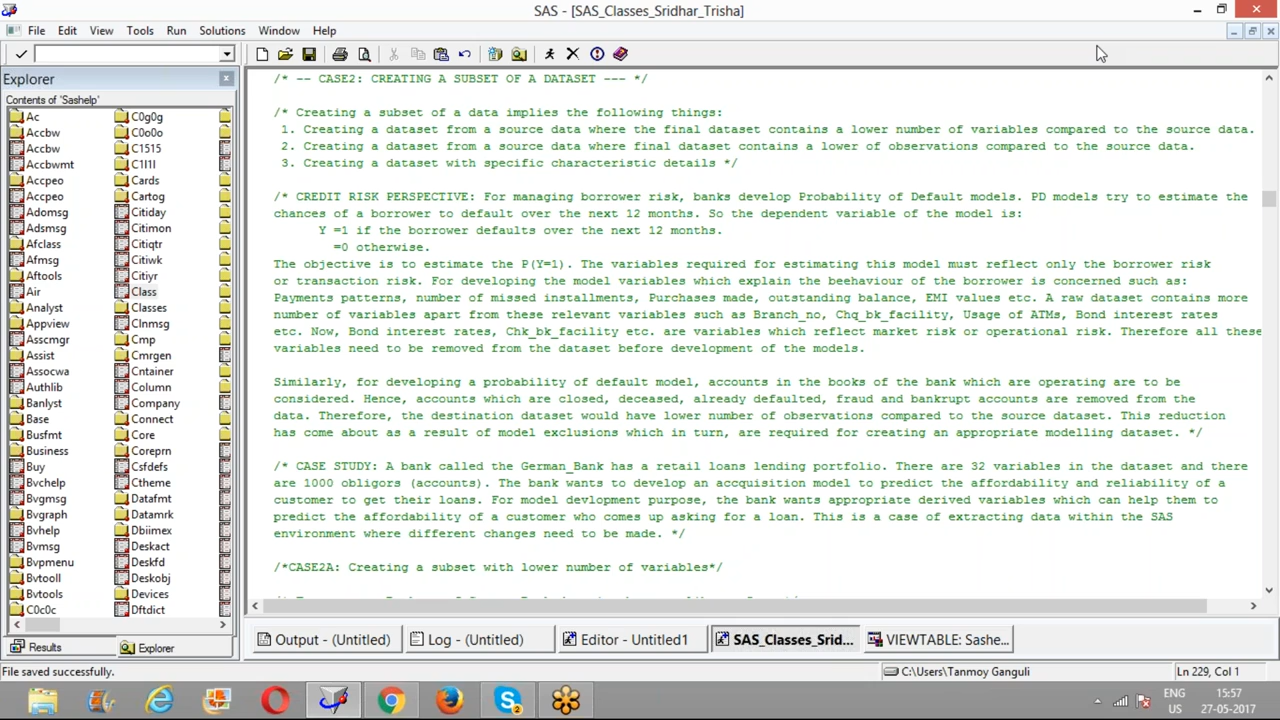 SAS - [SAS_Classes_Sridhar_Trisha]
File Edit View Tools Run Solutions Window Help
Explorer
Contents of 'Sashelp'
Ac C0g0g
Accbw C0o0o
Accbw C1515
Accbwmt C1l1l
Accpeo Cards
Accpeo Cartog
Adomsg Citiday
Adsmsg Citimon
Afclass Citiqtr
Afmsg Citiwk
Aftools Citiyr
Air Class
Analyst Classes
Appview Clnmsg
Asscmgr Cmp
Assist Cmrgen
Assocwa Cntainer
Authlib Column
Banlyst Company
Base Connect
Busfmt Core
Business Coreprn
Buy Csfdefs
Bvchelp Ctheme
Bvgmsg Datafmt
Bvgraph Datamrk
Bvhelp Dbiimex
Bvmsg Deskact
Bvpmenu Deskfd
Bvtooll Deskobj
Bvtools Devices
C0c0c Dftdict
Results Explorer
/* -- CASE2: CREATING A SUBSET OF A DATASET --- */
/* Creating a subset of a data implies the following things:
1. Creating a dataset from a source data where the final dataset contains a lower number of variables compared to the source data.
2. Creating a dataset from a source data where final dataset contains a lower of observations compared to the source data.
3. Creating a dataset with specific characteristic details */
/* CREDIT RISK PERSPECTIVE: For managing borrower risk, banks develop Probability of Default models. PD models try to estimate the
chances of a borrower to default over the next 12 months. So the dependent variable of the model is:
Y =1 if the borrower defaults over the next 12 months.
=0 otherwise.
The objective is to estimate the P(Y=1). The variables required for estimating this model must reflect only the borrower risk
or transaction risk. For developing the model variables which explain the beehaviour of the borrower is concerned such as:
Payments patterns, number of missed installments, Purchases made, outstanding balance, EMI values etc. A raw dataset contains more
number of variables apart from these relevant variables such as Branch_no, Chq_bk_facility, Usage of ATMs, Bond interest rates
etc. Now, Bond interest rates, Chk_bk_facility etc. are variables which reflect market risk or operational risk. Therefore all these
variables need to be removed from the dataset before development of the models.
Similarly, for developing a probability of default model, accounts in the books of the bank which are operating are to be
considered. Hence, accounts which are closed, deceased, already defaulted, fraud and bankrupt accounts are removed from the
data. Therefore, the destination dataset would have lower number of observations compared to the source dataset. This reduction
has come about as a result of model exclusions which in turn, are required for creating an appropriate modelling dataset. */
/* CASE STUDY: A bank called the German_Bank has a retail loans lending portfolio. There are 32 variables in the dataset and there
are 1000 obligors (accounts). The bank wants to develop an accquisition model to predict the affordability and reliability of a
customer to get their loans. For model devlopment purpose, the bank wants appropriate derived variables which can help them to
predict the affordability of a customer who comes up asking for a loan. This is a case of extracting data within the SAS
environment where different changes need to be made. */
/*CASE2A: Creating a subset with lower number of variables*/
Output - (Untitled) Log - (Untitled) Editor - Untitled1 SAS_Classes_Srid... VIEWTABLE: Sashe...
File saved successfully. C:\Users\Tanmoy Ganguli Ln 229, Col 1
ENG 15:57
US 27-05-2017